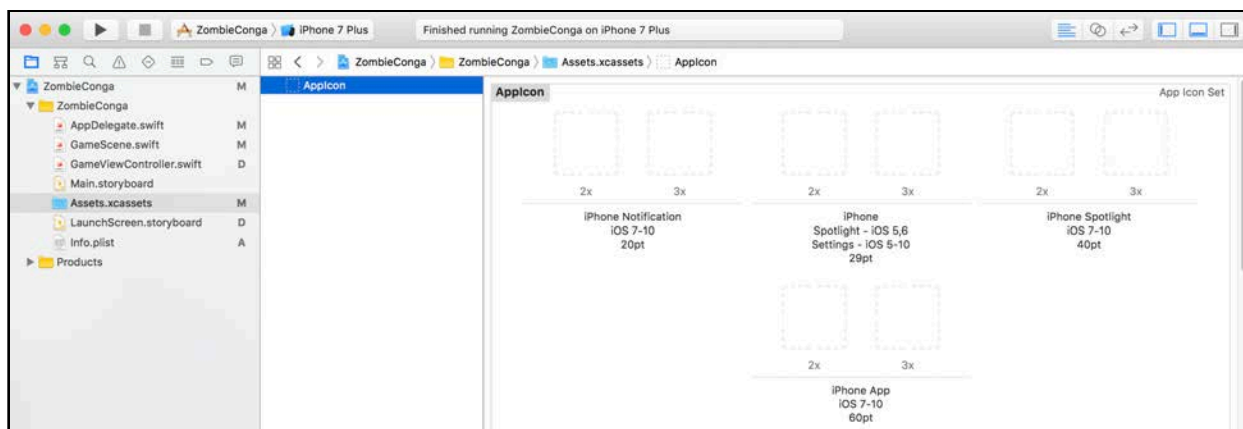 ZombieConga 〉 iPhone 7 Plus
Finished running ZombieConga on iPhone 7 Plus
ZombieConga 〉 ZombieConga 〉 Assets.xcassets 〉 AppIcon
ZombieConga M
ZombieConga
AppDelegate.swift M
GameScene.swift M
GameViewController.swift D
Main.storyboard
Assets.xcassets M
LaunchScreen.storyboard D
Info.plist A
Products
AppIcon
AppIcon
App Icon Set
2x 3x
iPhone Notification
iOS 7-10
20pt
2x 3x
iPhone
Spotlight - iOS 5,6
Settings - iOS 5-10
29pt
2x 3x
iPhone Spotlight
iOS 7-10
40pt
2x 3x
iPhone App
iOS 7-10
60pt